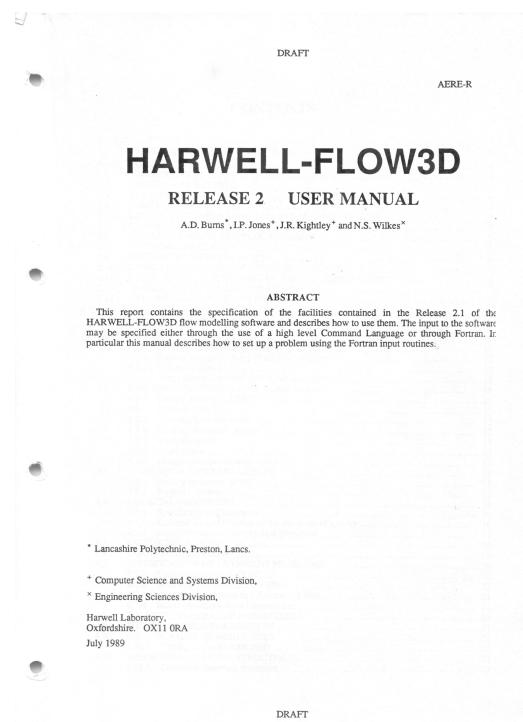 DRAFT
AERE-R
HARWELL-FLOW3D
RELEASE 2 USER MANUAL
A.D. Burns*, I.P. Jones+, J.R. Kightley+ and N.S. Wilkes×
ABSTRACT
This report contains the specification of the facilities contained in the Release 2.1 of the
HARWELL-FLOW3D flow modelling software and describes how to use them. The input to the software
may be specified either through the use of a high level Command Language or through Fortran. In
particular this manual describes how to set up a problem using the Fortran input routines.
* Lancashire Polytechnic, Preston, Lancs.
+ Computer Science and Systems Division,
× Engineering Sciences Division,
Harwell Laboratory,
Oxfordshire. OX11 0RA
July 1989
DRAFT